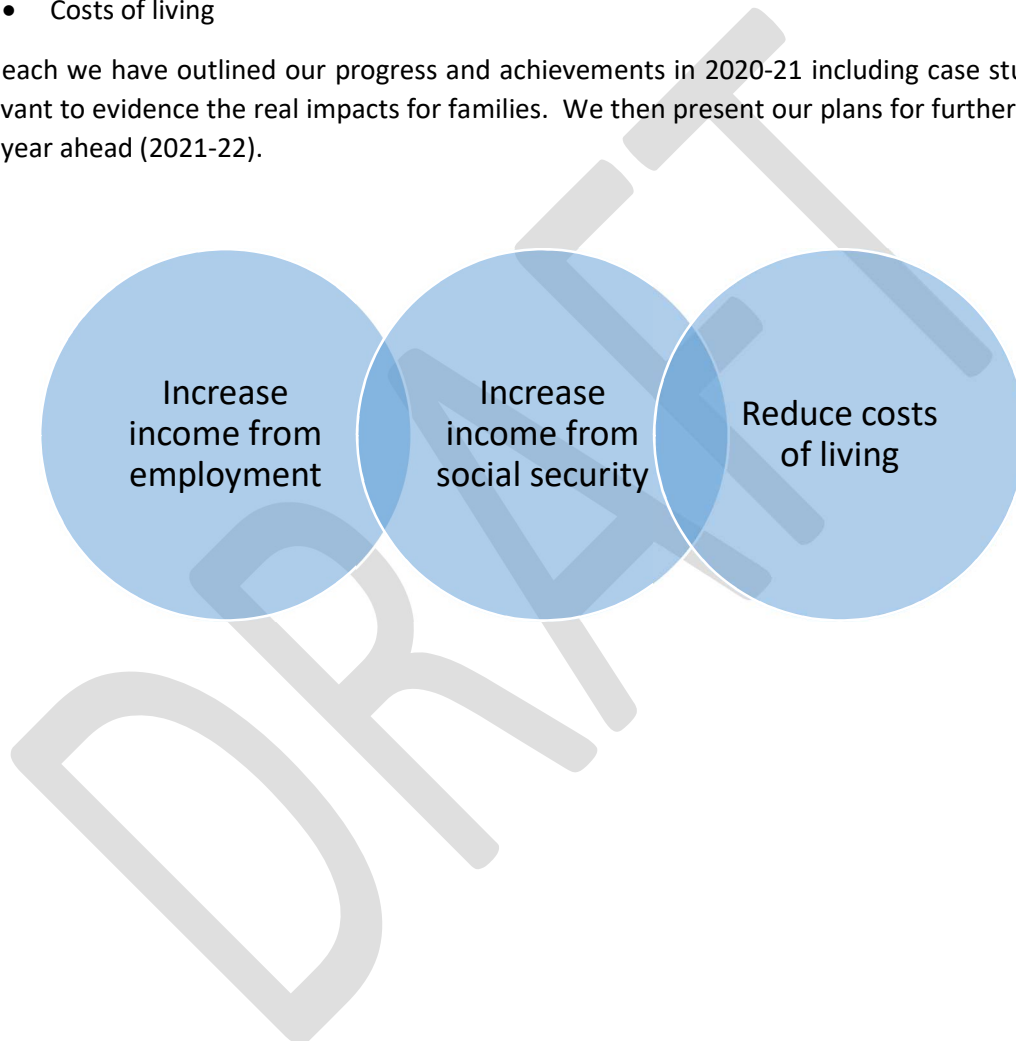 • Costs of living
each we have outlined our progress and achievements in 2020-21 including case stu
vant to evidence the real impacts for families. We then present our plans for further
year ahead (2021-22).
Increase
income from
employment
Increase
income from
social security
Reduce costs
of living
DRAFT